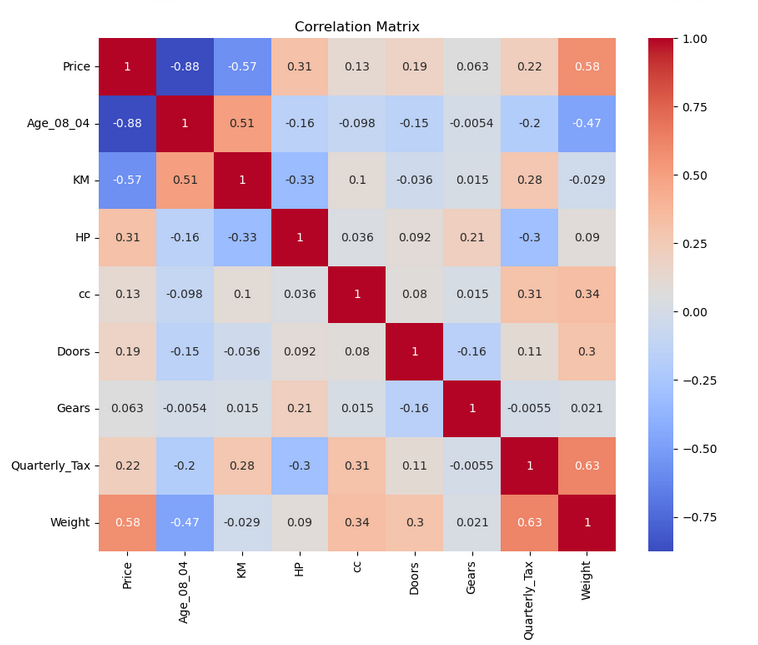 Correlation Matrix
Price 1 -0.88 -0.57 0.31 0.13 0.19 0.063 0.22 0.58
Age_08_04 -0.88 1 0.51 -0.16 -0.098 -0.15 -0.0054 -0.2 -0.47
KM -0.57 0.51 1 -0.33 0.1 -0.036 0.015 0.28 -0.029
HP 0.31 -0.16 -0.33 1 0.036 0.092 0.21 -0.3 0.09
cc 0.13 -0.098 0.1 0.036 1 0.08 0.015 0.31 0.34
Doors 0.19 -0.15 -0.036 0.092 0.08 1 -0.16 0.11 0.3
Gears 0.063 -0.0054 0.015 0.21 0.015 -0.16 1 -0.0055 0.021
Quarterly_Tax 0.22 -0.2 0.28 -0.3 0.31 0.11 -0.0055 1 0.63
Weight 0.58 -0.47 -0.029 0.09 0.34 0.3 0.021 0.63 1
Price Age_08_04 KM HP cc Doors Gears Quarterly_Tax Weight
1.00
0.75
0.50
0.25
0.00
−0.25
−0.50
−0.75